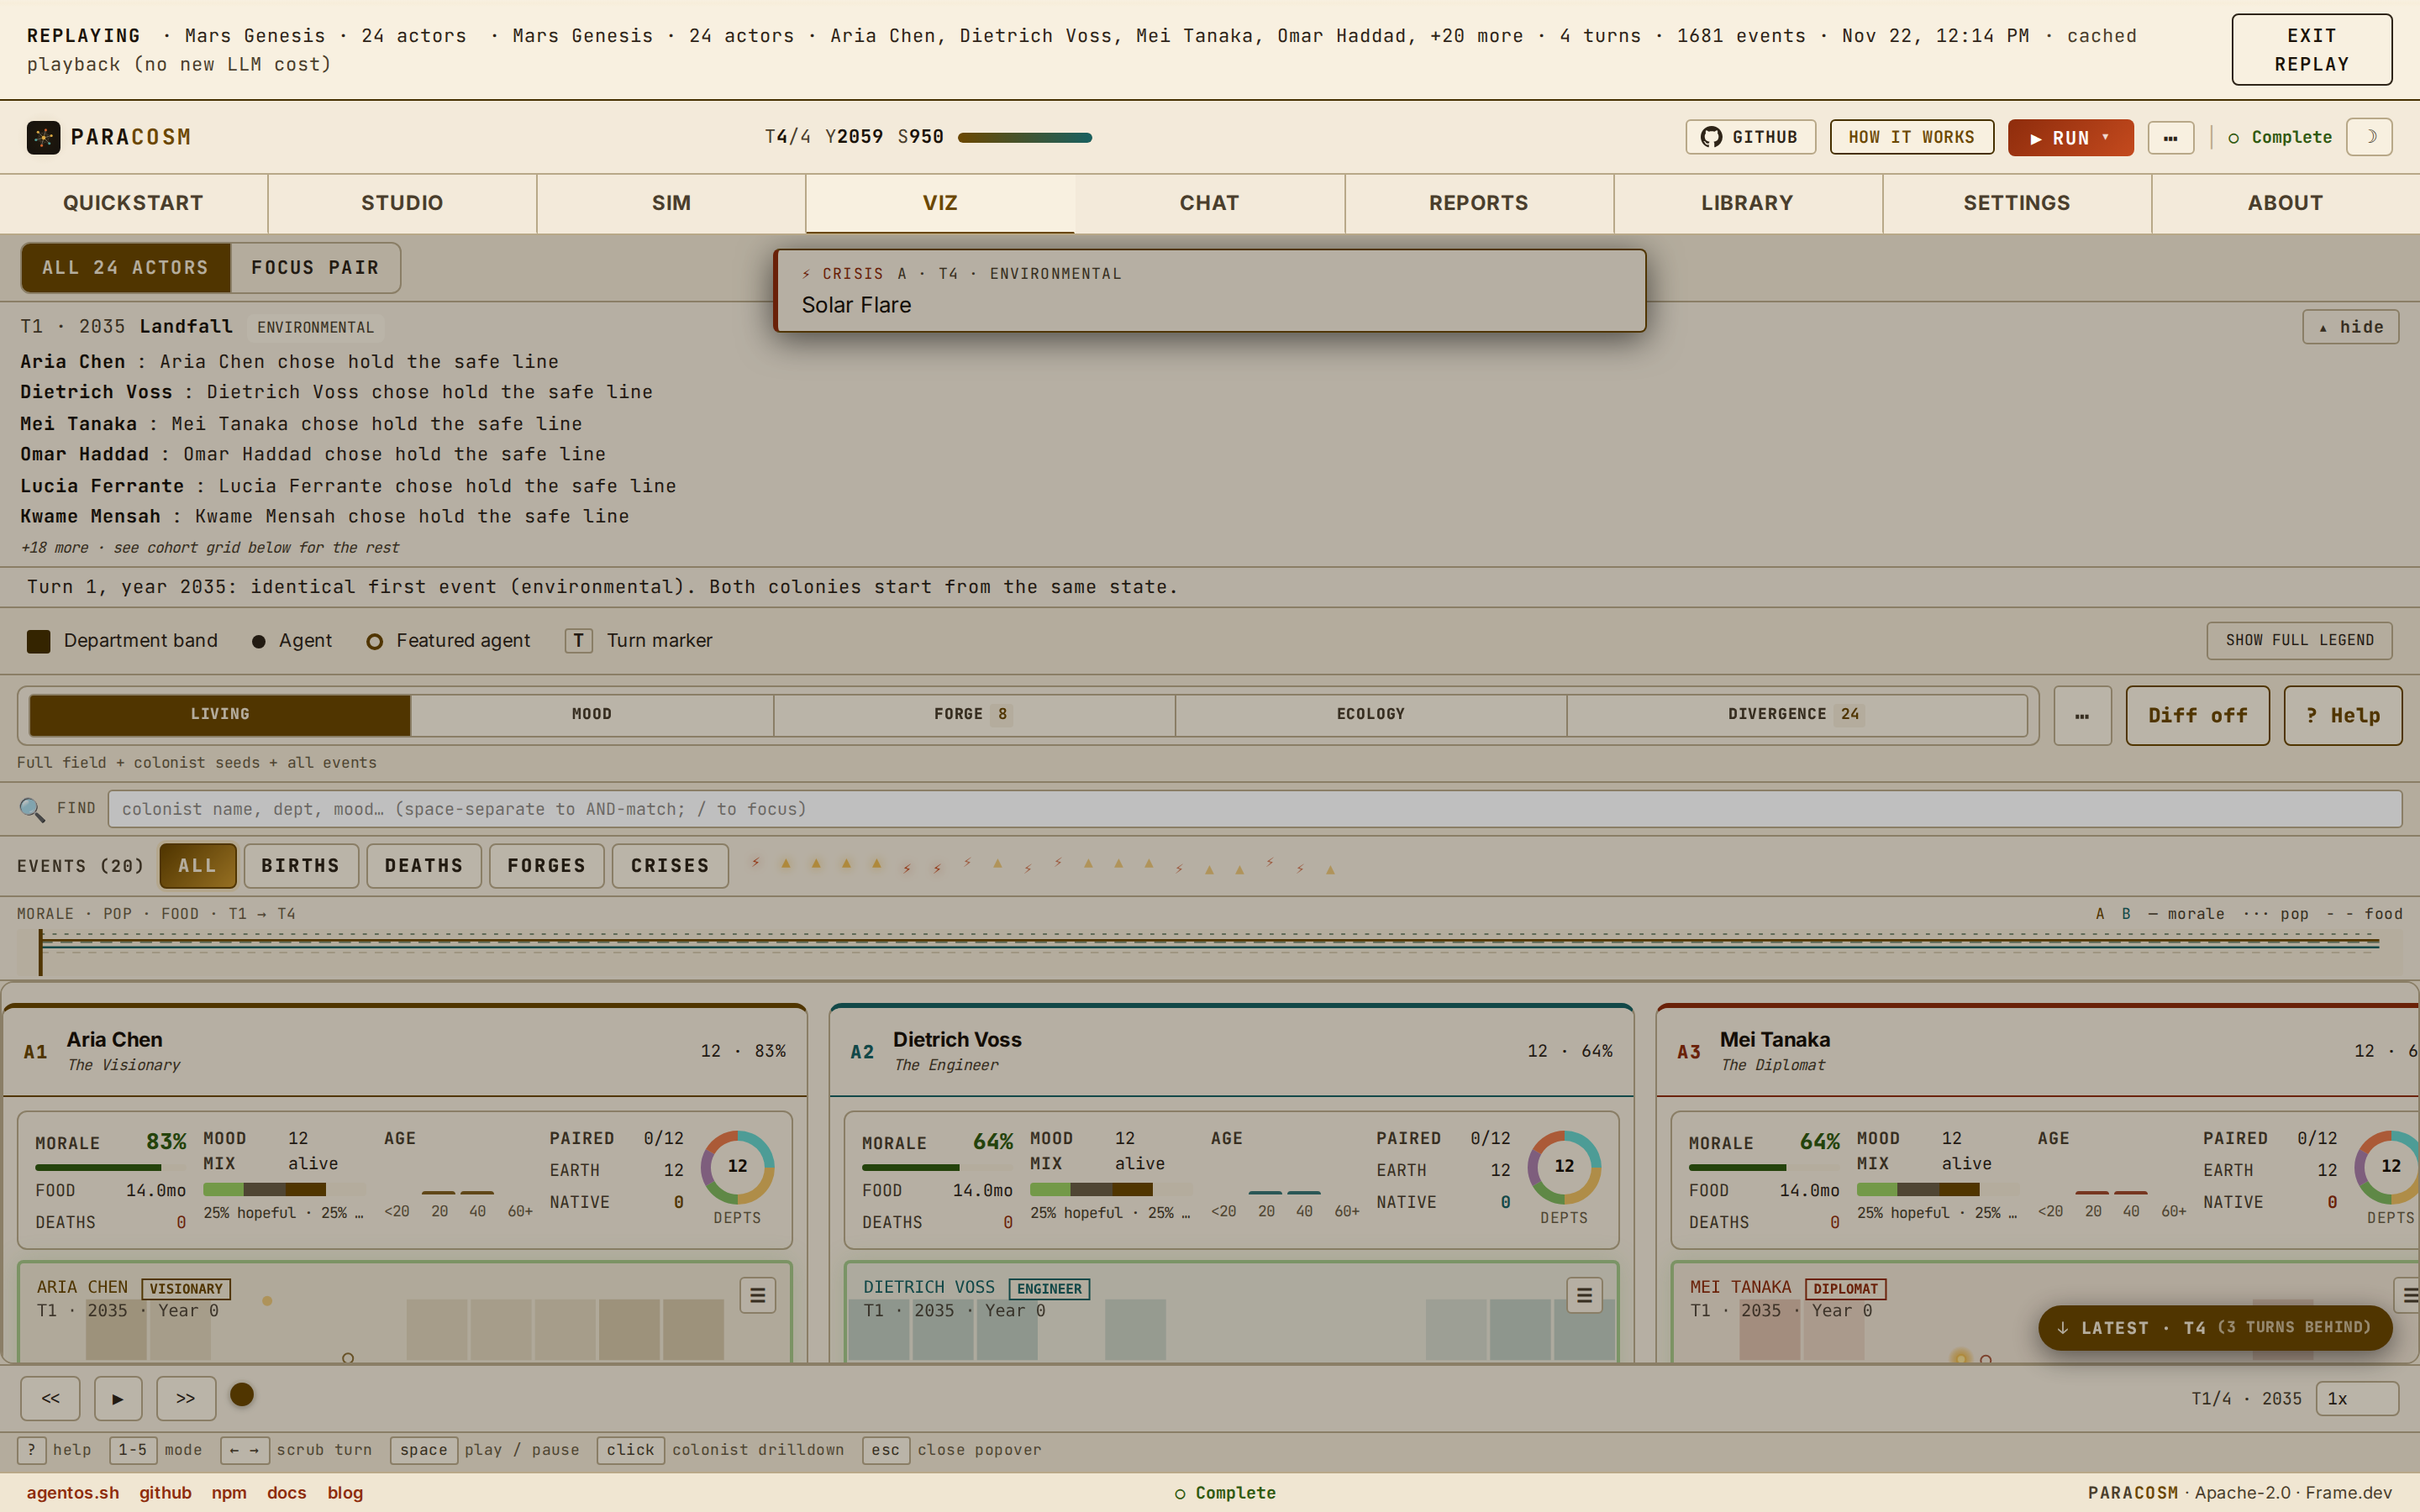 REPLAYING · Mars Genesis · 24 actors · Mars Genesis · 24 actors · Aria Chen, Dietrich Voss, Mei Tanaka, Omar Haddad, +20 more · 4 turns · 1681 events · Nov 22, 12:14 PM · cached
playback (no new LLM cost)
EXIT
REPLAY
PARACOSM
T4/4 Y2059 S950
GITHUB
HOW IT WORKS
▶ RUN ▾
…
○ Complete
QUICKSTART
STUDIO
SIM
VIZ
CHAT
REPORTS
LIBRARY
SETTINGS
ABOUT
ALL 24 ACTORS
FOCUS PAIR
⚡ CRISIS A · T4 · ENVIRONMENTAL
Solar Flare
T1 · 2035 Landfall ENVIRONMENTAL
▴ hide
Aria Chen : Aria Chen chose hold the safe line
Dietrich Voss : Dietrich Voss chose hold the safe line
Mei Tanaka : Mei Tanaka chose hold the safe line
Omar Haddad : Omar Haddad chose hold the safe line
Lucia Ferrante : Lucia Ferrante chose hold the safe line
Kwame Mensah : Kwame Mensah chose hold the safe line
+18 more · see cohort grid below for the rest
Turn 1, year 2035: identical first event (environmental). Both colonies start from the same state.
Department band
Agent
Featured agent
T Turn marker
SHOW FULL LEGEND
LIVING
MOOD
FORGE 8
ECOLOGY
DIVERGENCE 24
…
Diff off
? Help
Full field + colonist seeds + all events
FIND
colonist name, dept, mood… (space-separate to AND-match; / to focus)
EVENTS (20)
ALL
BIRTHS
DEATHS
FORGES
CRISES
MORALE · POP · FOOD · T1 → T4
A B — morale ··· pop - - food
A1 Aria Chen
The Visionary
12 · 83%
MORALE 83%
FOOD 14.0mo
DEATHS 0
MOOD MIX 12 alive
25% hopeful · 25% …
AGE
<20 20 40 60+
PAIRED 0/12
EARTH 12
NATIVE 0
12
DEPTS
ARIA CHEN VISIONARY
T1 · 2035 · Year 0
A2 Dietrich Voss
The Engineer
12 · 64%
MORALE 64%
FOOD 14.0mo
DEATHS 0
MOOD MIX 12 alive
25% hopeful · 25% …
AGE
<20 20 40 60+
PAIRED 0/12
EARTH 12
NATIVE 0
12
DEPTS
DIETRICH VOSS ENGINEER
T1 · 2035 · Year 0
A3 Mei Tanaka
The Diplomat
12 · 6
MORALE 64%
FOOD 14.0mo
DEATHS 0
MOOD MIX 12 alive
25% hopeful · 25% …
AGE
<20 20 40 60+
PAIRED 0/12
EARTH 12
NATIVE 0
12
DEPTS
MEI TANAKA DIPLOMAT
T1 · 2035 · Year 0
↓ LATEST · T4 (3 TURNS BEHIND)
<<
▶
>>
T1/4 · 2035
1x
? help 1-5 mode ← → scrub turn space play / pause click colonist drilldown esc close popover
agentos.sh github npm docs blog
○ Complete
PARACOSM · Apache-2.0 · Frame.dev